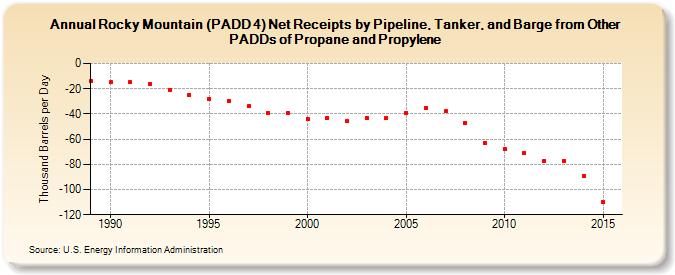 Annual Rocky Mountain (PADD 4) Net Receipts by Pipeline, Tanker, and Barge from Other
PADDs of Propane and Propylene
Thousand Barrels per Day
0
-20
-40
-60
-80
-100
-120
1990 1995 2000 2005 2010 2015
Source: U.S. Energy Information Administration